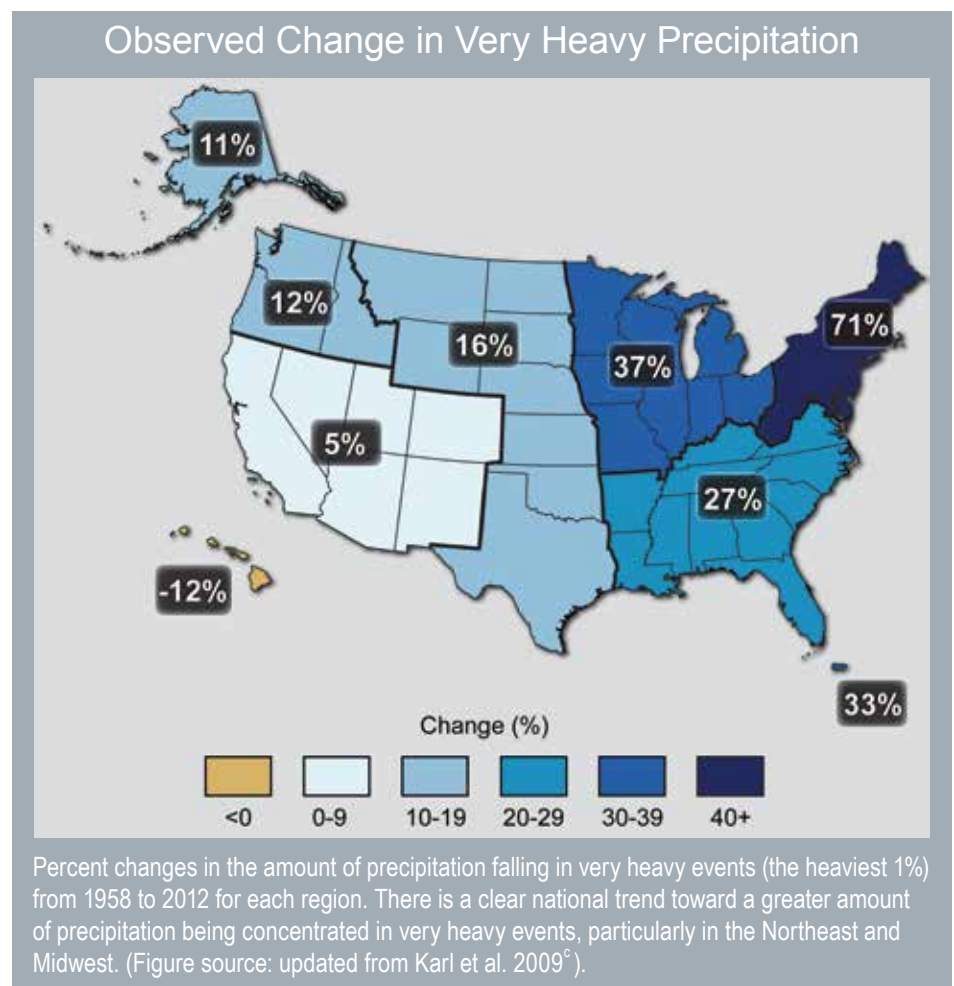 Observed Change in Very Heavy Precipitation
11%
12%
16%
37%
71%
5%
27%
-12%
33%
Change (%)
<0 0-9 10-19 20-29 30-39 40+
Percent changes in the amount of precipitation falling in very heavy events (the heaviest 1%)
from 1958 to 2012 for each region. There is a clear national trend toward a greater amount
of precipitation being concentrated in very heavy events, particularly in the Northeast and
Midwest. (Figure source: updated from Karl et al. 2009ᶜ).